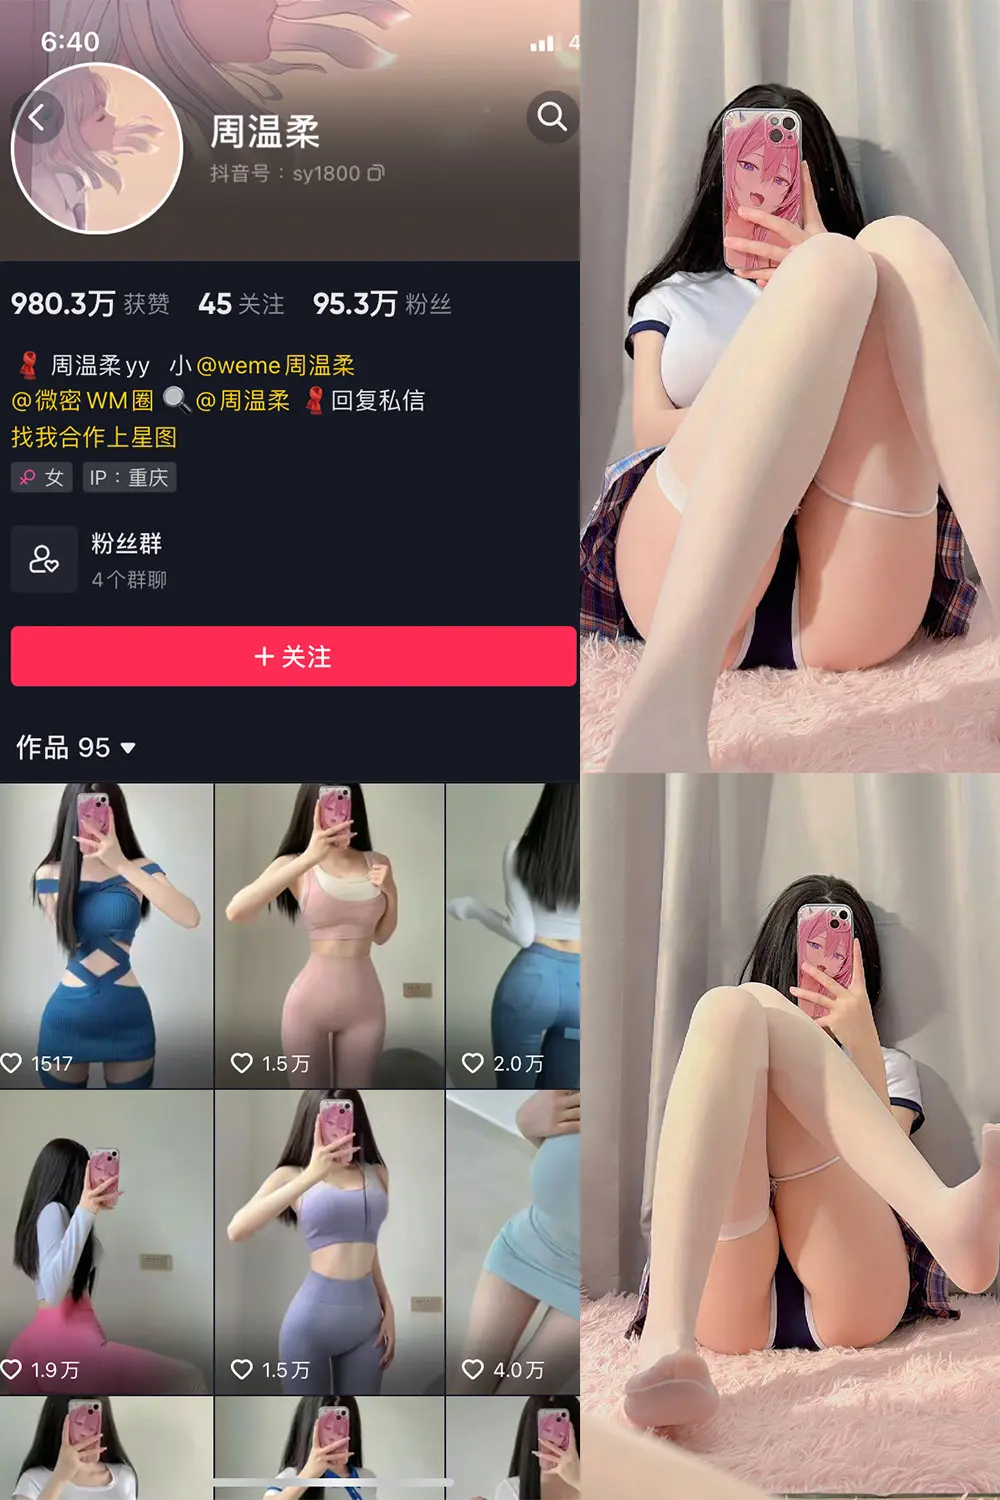 6:40
4
周温柔
抖音号：sy1800
980.3万 获赞 45 关注 95.3万 粉丝
周温柔yy 小@weme周温柔
@微密WM圈 @周温柔 回复私信
找我合作上星图
女 IP：重庆
粉丝群
4个群聊
+ 关注
作品 95
1517 1.5万 2.0万
1.9万 1.5万 4.0万